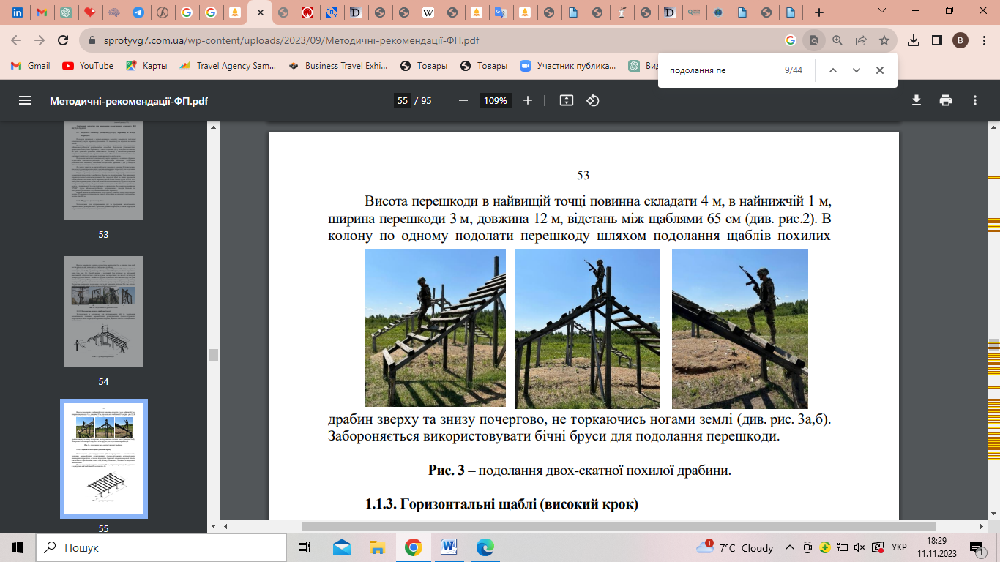 sprotyvg7.com.ua/wp-content/uploads/2023/09/Методичні-рекомендації-ФП.pdf
Gmail YouTube Карты Travel Agency Sam... Business Travel Exhi... Товары Товары Участник публика... Вид
подолання пе 9/44
Методичні-рекомендації-ФП.pdf 55 / 95 109%
53
54
55
53
Висота перешкоди в найвищій точці повинна складати 4 м, в найнижчій 1 м,
ширина перешкоди 3 м, довжина 12 м, відстань між щаблями 65 см (див. рис.2). В
колону по одному подолати перешкоду шляхом подолання щаблів похилих
драбин зверху та знизу почергово, не торкаючись ногами землі (див. рис. 3а,б).
Забороняється використовувати бічні бруси для подолання перешкоди.
Рис. 3 – подолання двох-скатної похилої драбини.
1.1.3. Горизонтальні щаблі (високий крок)
Пошук
1 7°C Cloudy УКР 18:29
11.11.2023 1